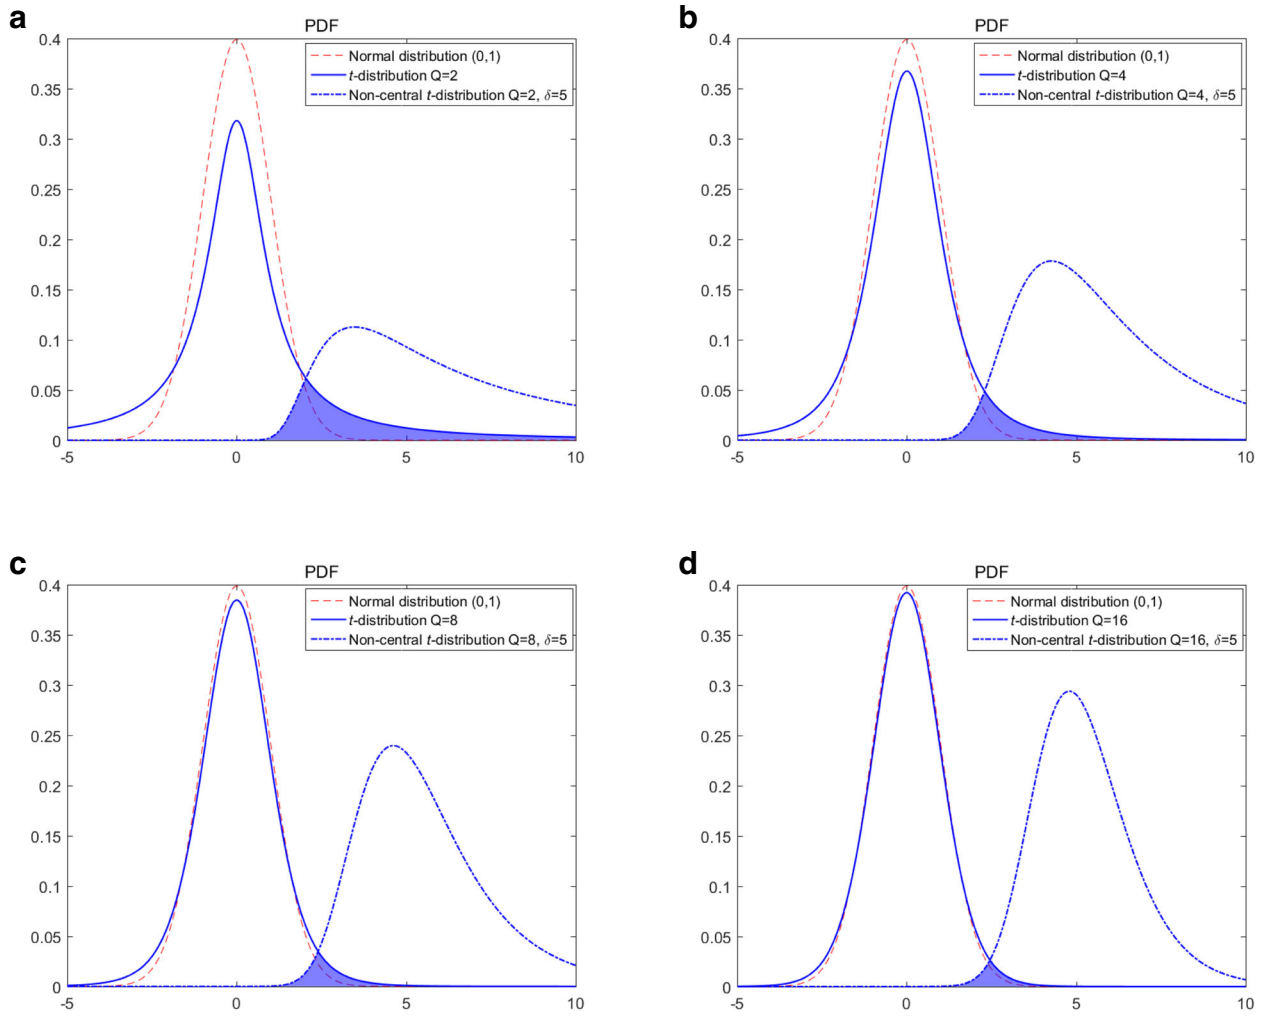 a
PDF
Normal distribution (0,1)
t-distribution Q=2
Non-central t-distribution Q=2, δ=5
0.4
0.35
0.3
0.25
0.2
0.15
0.1
0.05
0
-5
0
5
10
b
PDF
Normal distribution (0,1)
t-distribution Q=4
Non-central t-distribution Q=4, δ=5
0.4
0.35
0.3
0.25
0.2
0.15
0.1
0.05
0
-5
0
5
10
c
PDF
Normal distribution (0,1)
t-distribution Q=8
Non-central t-distribution Q=8, δ=5
0.4
0.35
0.3
0.25
0.2
0.15
0.1
0.05
0
-5
0
5
10
d
PDF
Normal distribution (0,1)
t-distribution Q=16
Non-central t-distribution Q=16, δ=5
0.4
0.35
0.3
0.25
0.2
0.15
0.1
0.05
0
-5
0
5
10